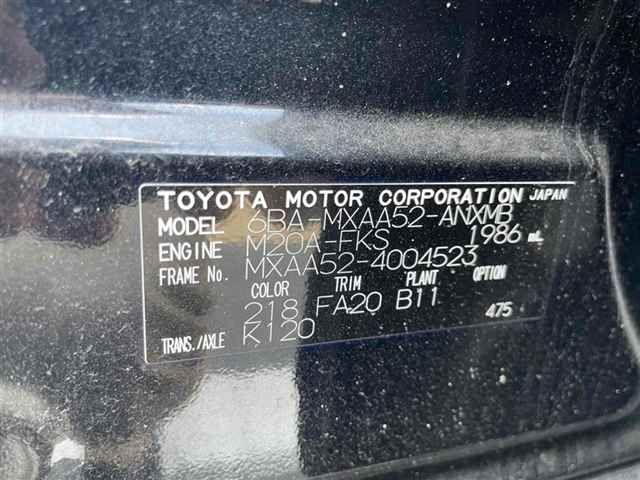 TOYOTA MOTOR CORPORATION JAPAN
MODEL 6BA-MXAA52-ANXMB
ENGINE M20A-FKS 1986 mL
FRAME No. MXAA52-4004523
COLOR TRIM PLANT OPTION
218 FA20 B11 475
TRANS./AXLE K120